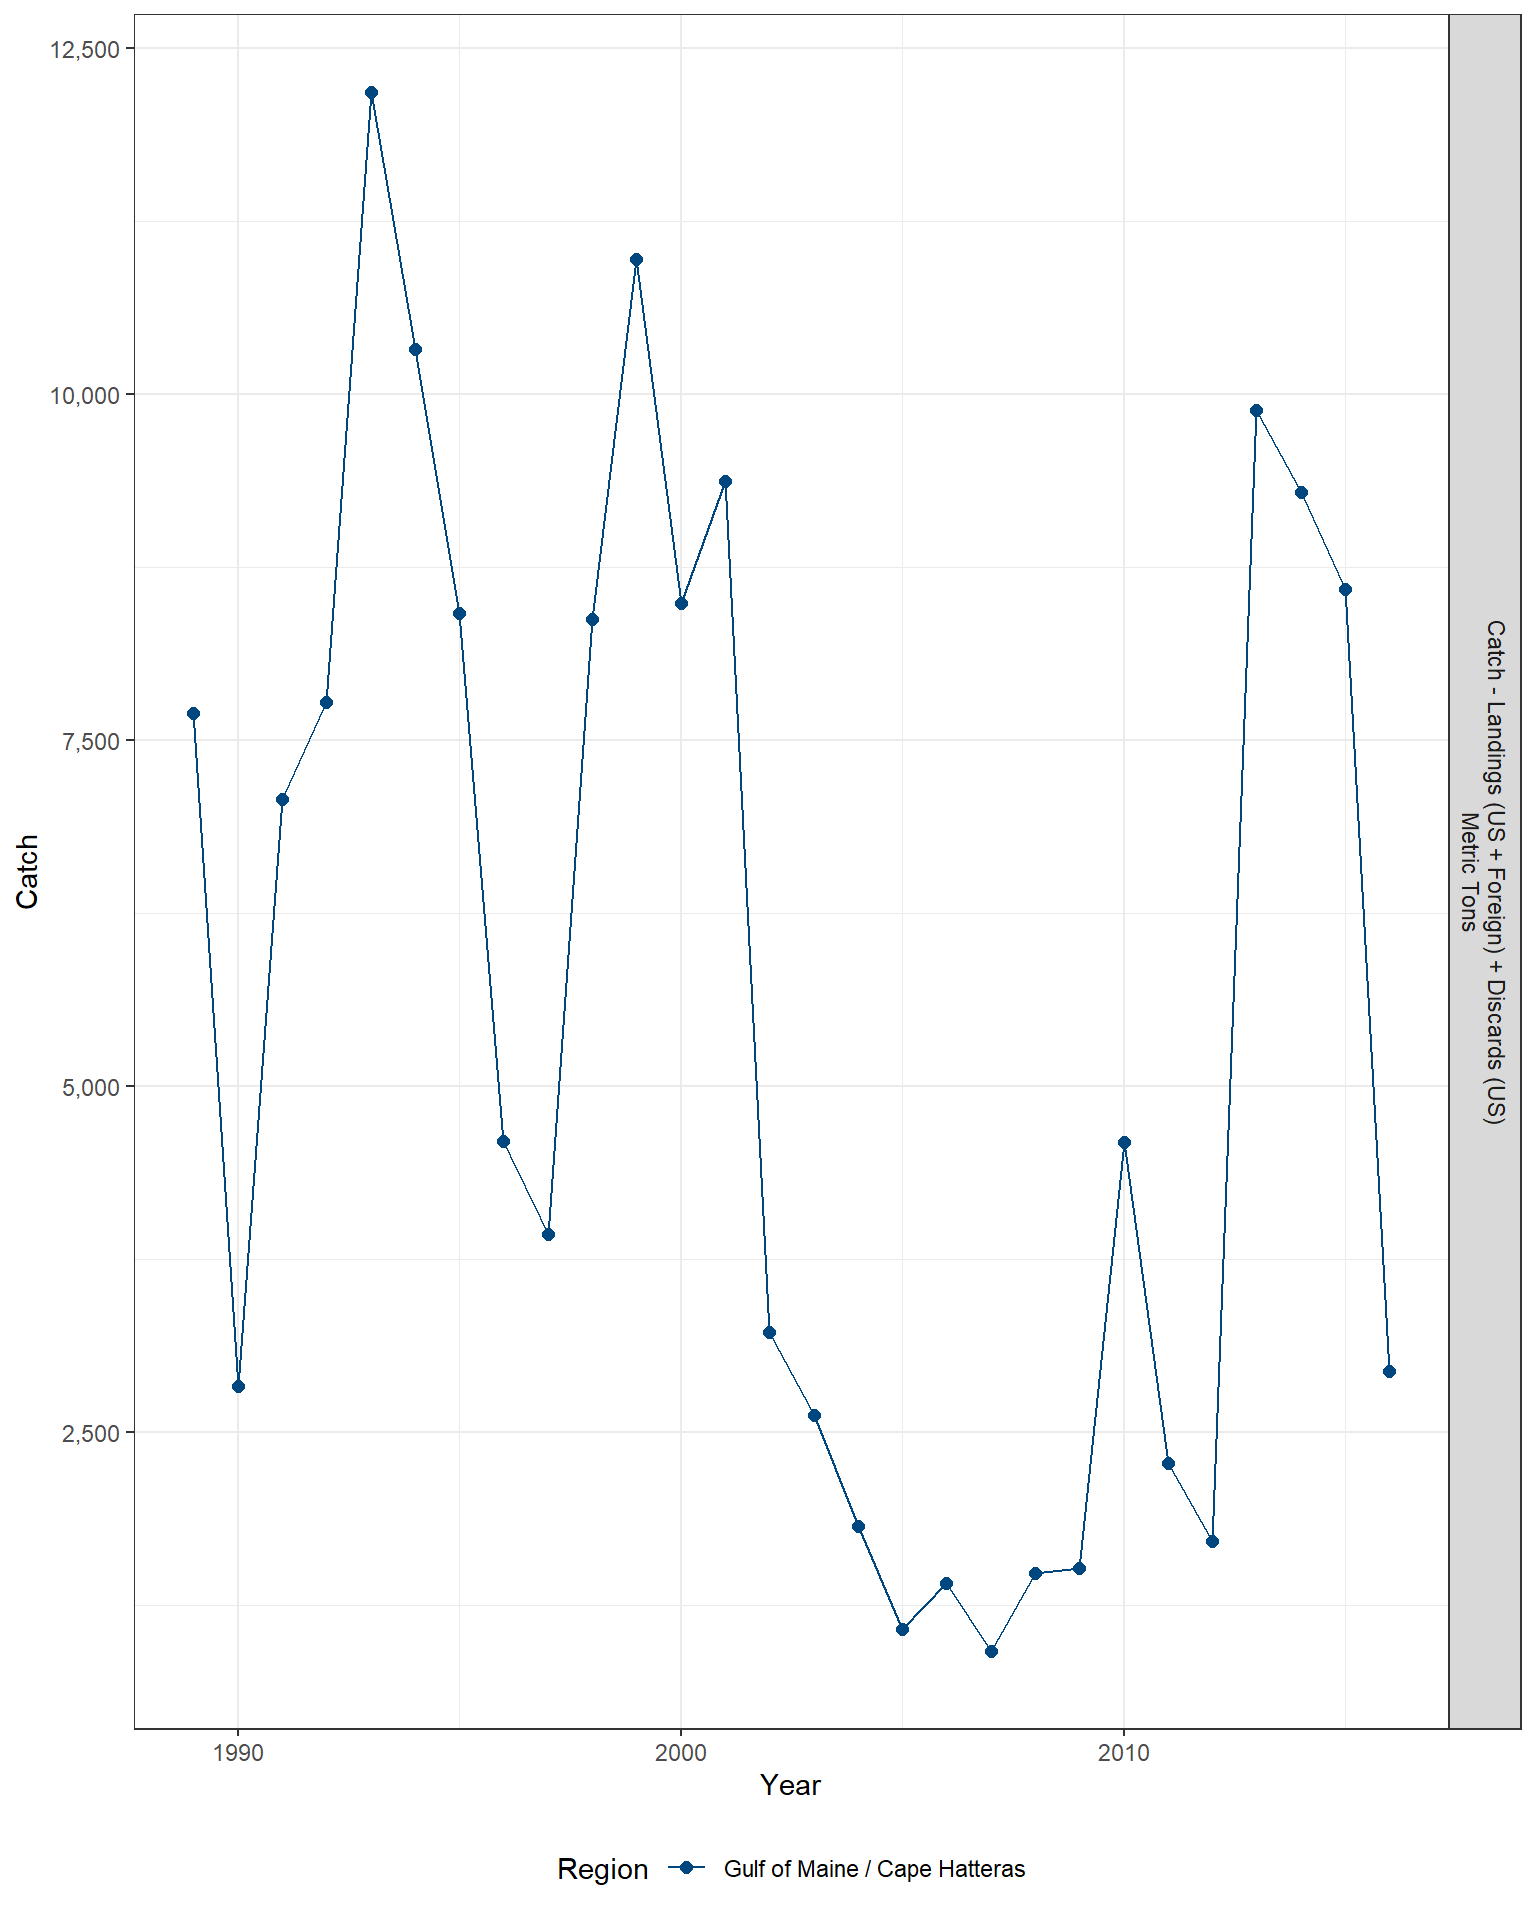 12,500
10,000
7,500
5,000
2,500
Catch
1990
2000
2010
Year
Catch - Landings (US + Foreign) + Discards (US)
Metric Tons
Region
Gulf of Maine / Cape Hatteras